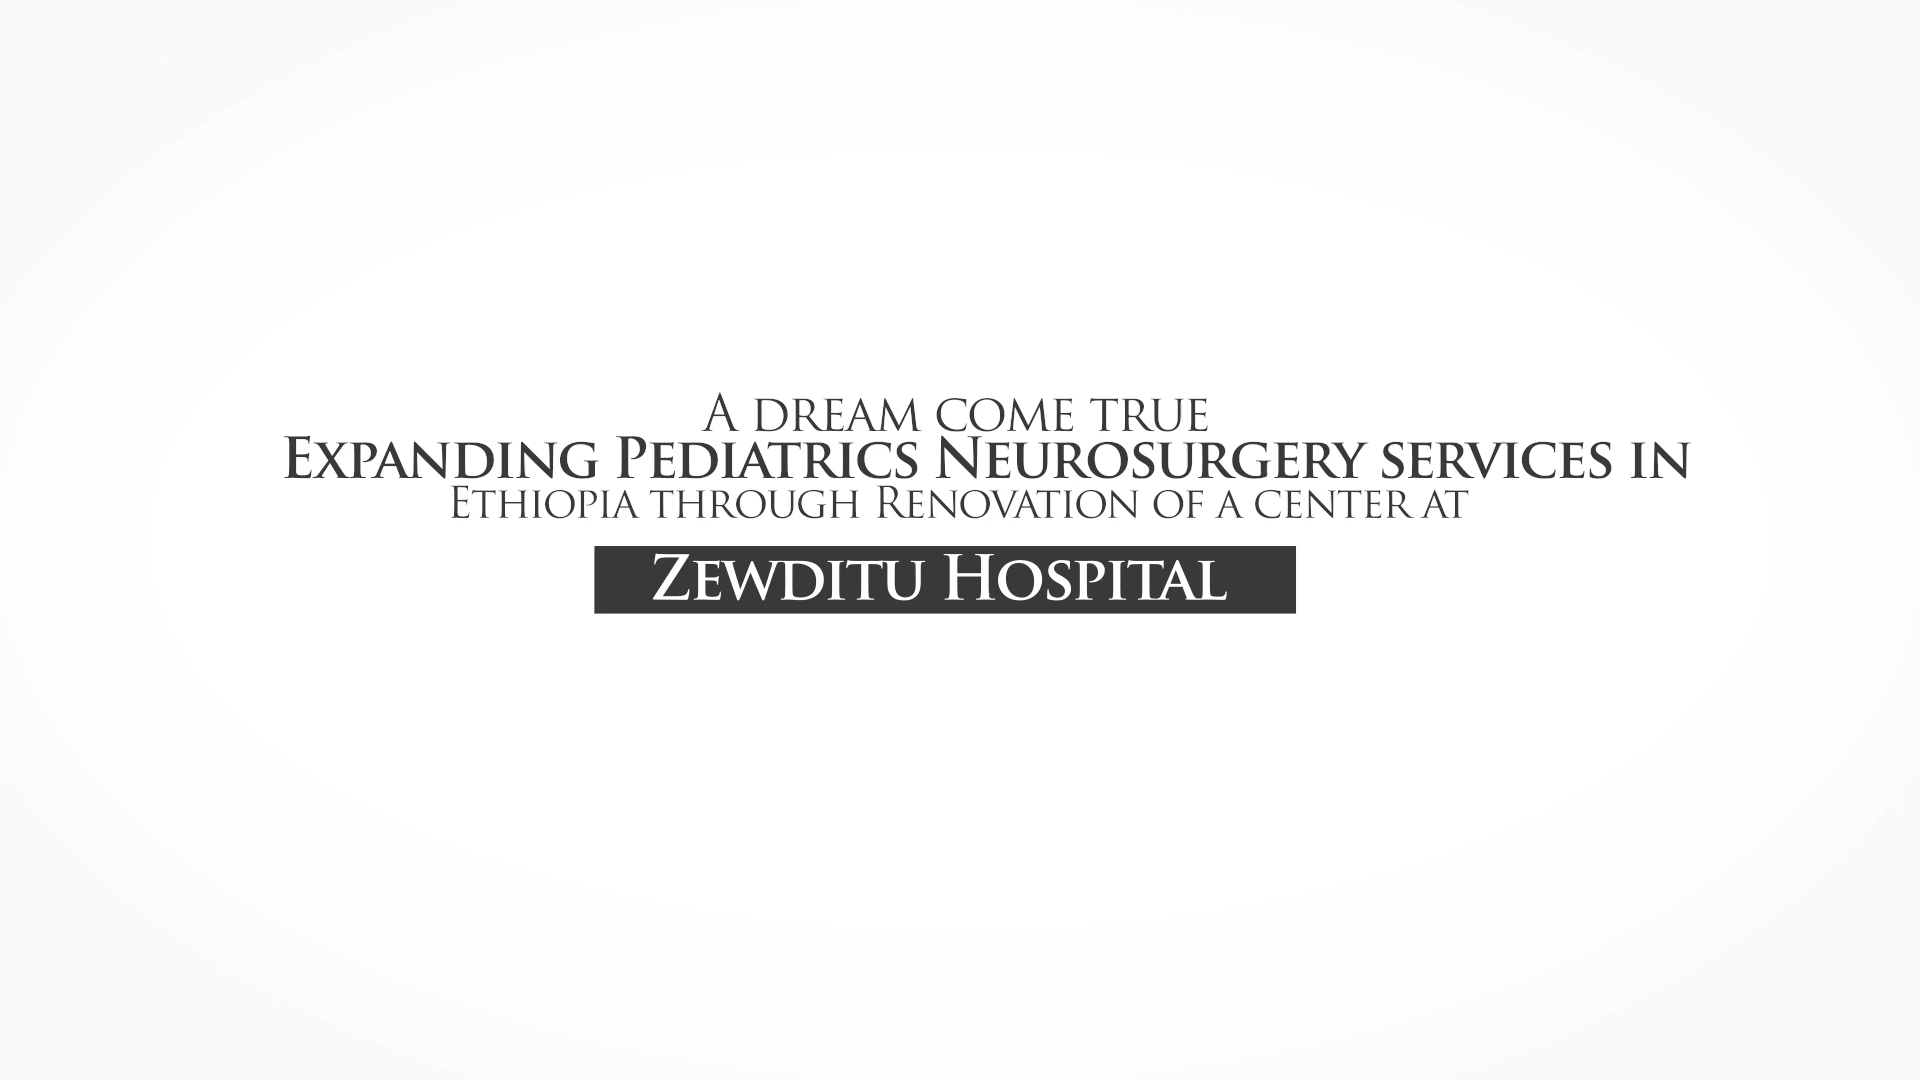 A dream come true
Expanding Pediatrics Neurosurgery services in
Ethiopia through Renovation of a center at
Zewditu Hospital